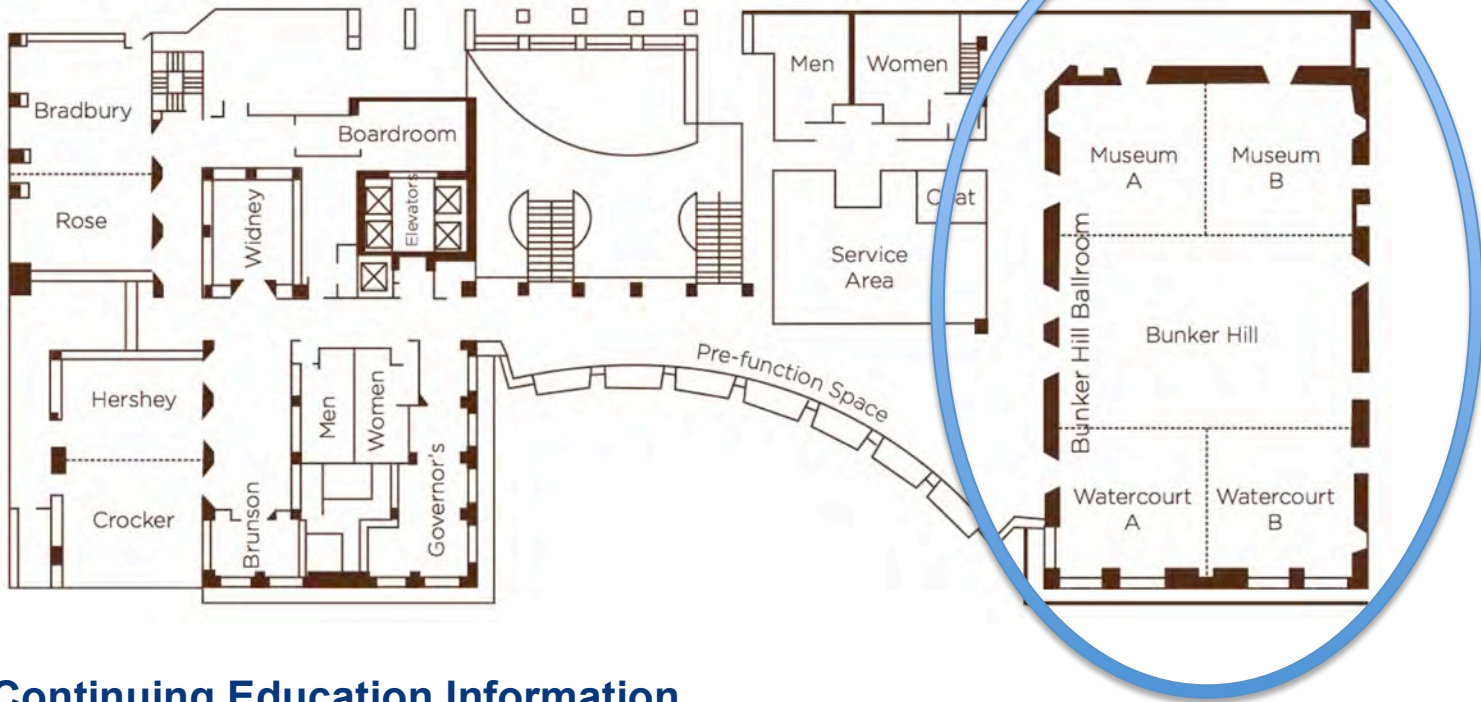 Bradbury
Rose
Widney
Boardroom
Elevators
Men
Women
Coat
Service
Area
Museum
A
Museum
B
Bunker Hill Ballroom
Bunker Hill
Pre-function Space
Hershey
Crocker
Brunson
Men
Women
Governor's
Watercourt
A
Watercourt
B
Continuing Education Information